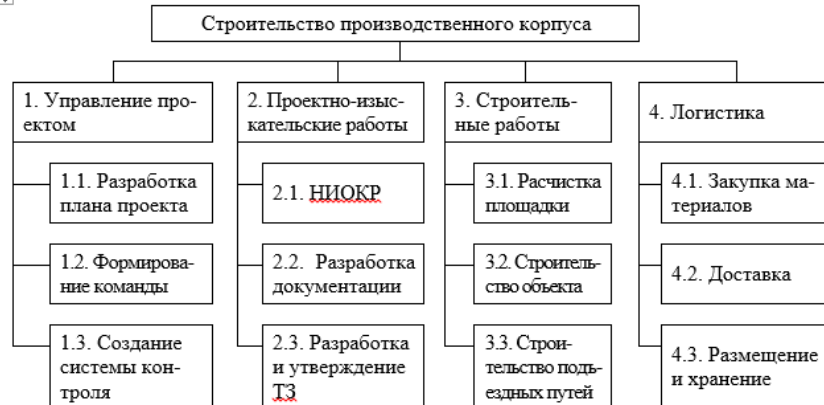 Строительство производственного корпуса
1. Управление про-
ектом
1.1. Разработка
плана проекта
1.2. Формирова-
ние команды
1.3. Создание
системы кон-
троля
2. Проектно-изыс-
кательские работы
2.1. НИОКР
2.2. Разработка
документации
2.3. Разработка
и утверждение
ТЗ
3. Строитель-
ные работы
3.1. Расчистка
площадки
3.2. Строитель-
ство объекта
3.3. Строи-
тельство подъ-
ездных путей
4. Логистика
4.1. Закупка ма-
териалов
4.2. Доставка
4.3. Размещение
и хранение